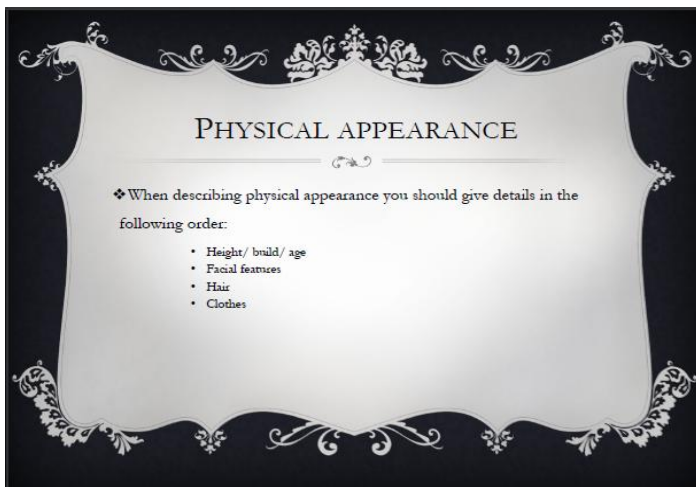 PHYSICAL APPEARANCE
❖When describing physical appearance you should give details in the
following order:
• Height/ build/ age
• Facial features
• Hair
• Clothes